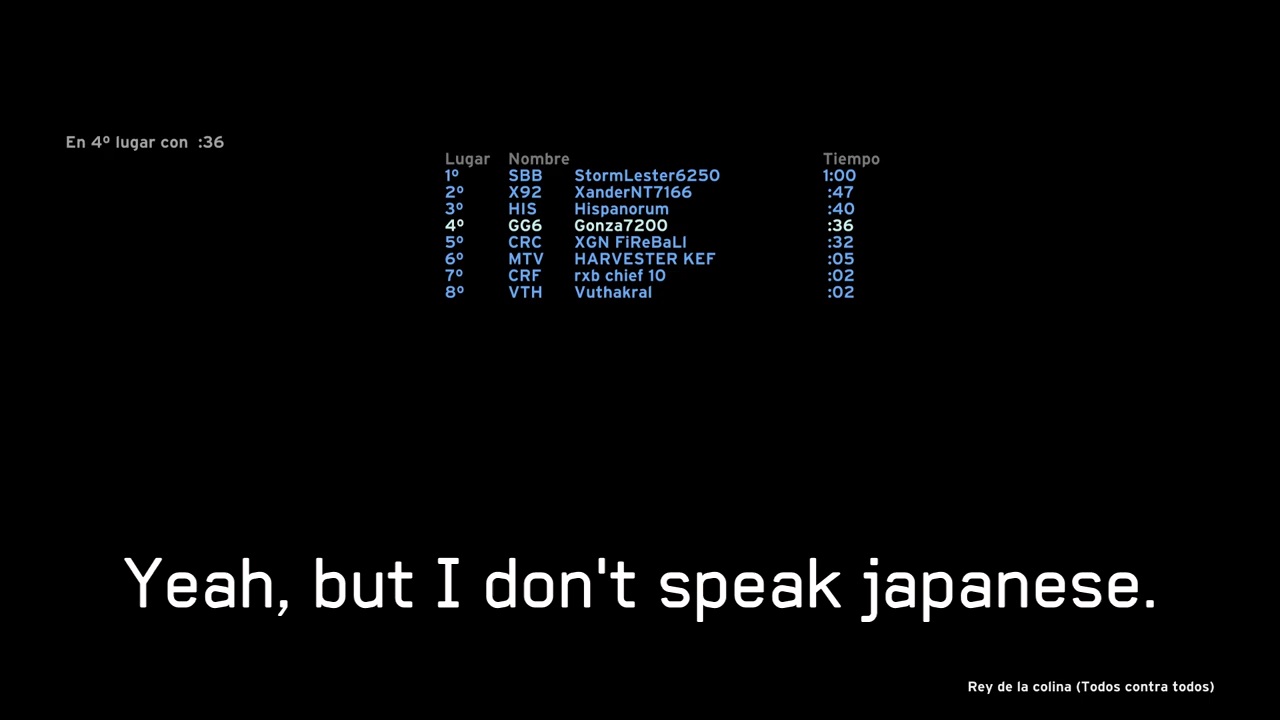 En 4º lugar con :36
Lugar Nombre Tiempo
1º SBB StormLester6250 1:00
2º X92 XanderNT7166 :47
3º HIS Hispanorum :40
4º GG6 Gonza7200 :36
5º CRC XGN FiReBaLl :32
6º MTV HARVESTER KEF :05
7º CRF rxb chief 10 :02
8º VTH Vuthakral :02
Yeah, but I don't speak japanese.
Rey de la colina (Todos contra todos)